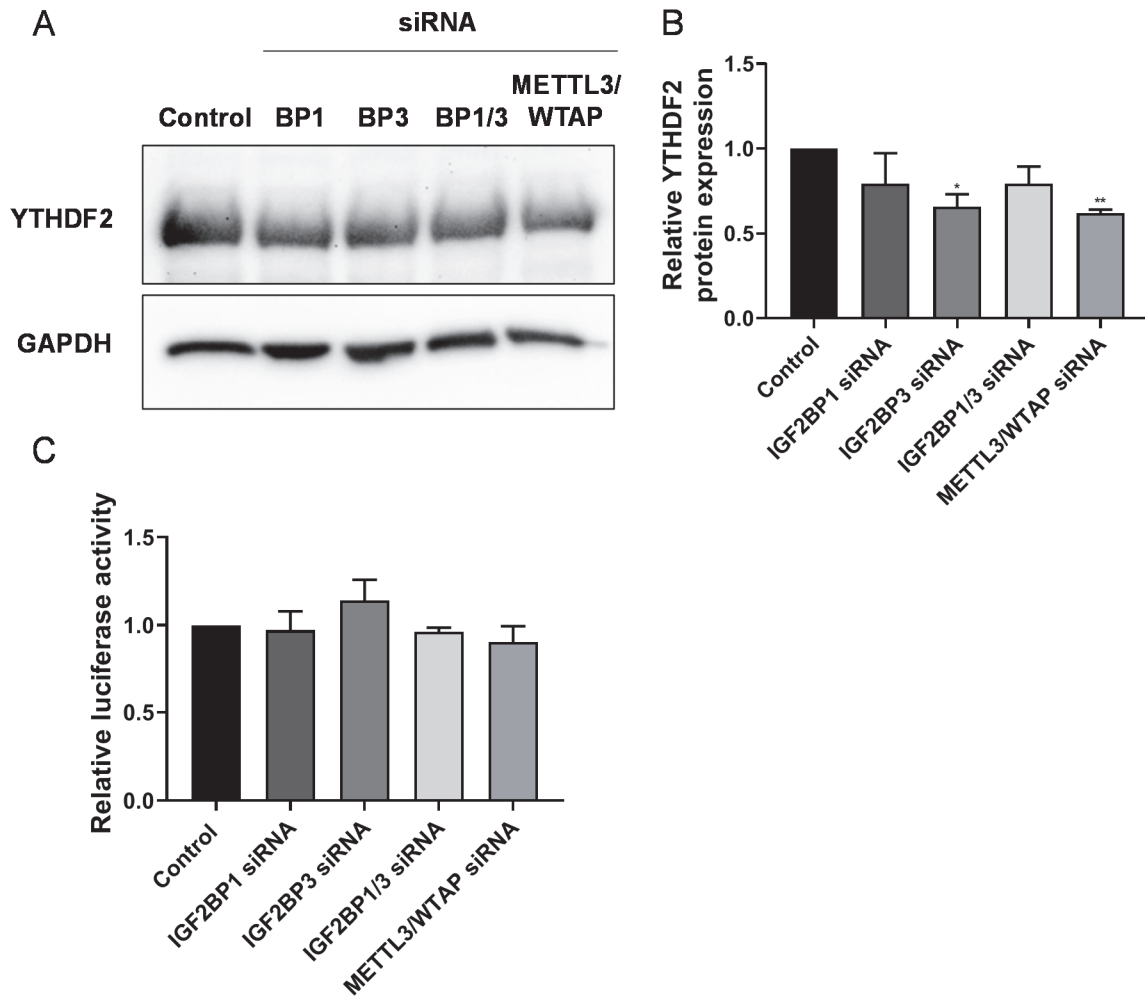 A
siRNA
Control BP1 BP3 BP1/3 METTL3/
WTAP
YTHDF2
GAPDH
B
Relative YTHDF2
protein expression
1.5
1.0
0.5
0.0
*
**
Control
IGF2BP1 siRNA
IGF2BP3 siRNA
IGF2BP1/3 siRNA
METTL3/WTAP siRNA
C
Relative luciferase activity
1.5
1.0
0.5
0.0
Control
IGF2BP1 siRNA
IGF2BP3 siRNA
IGF2BP1/3 siRNA
METTL3/WTAP siRNA